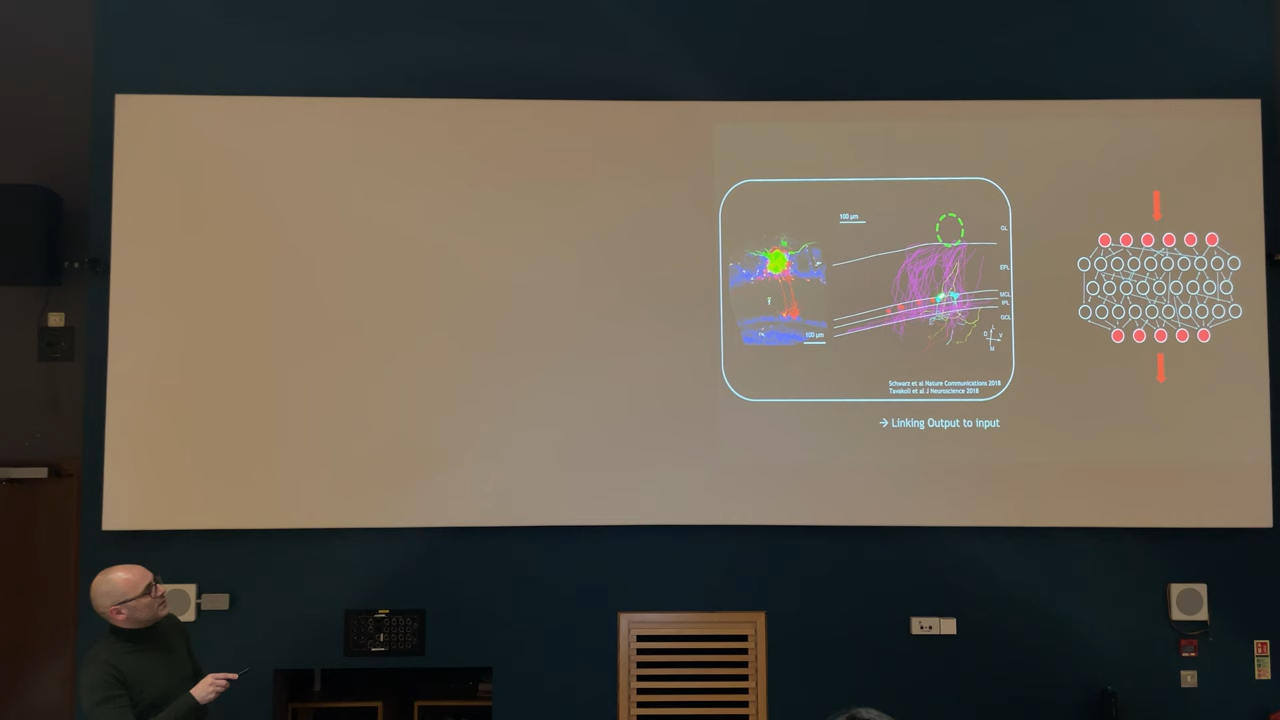 100 µm
GL
EPL
MCL
IPL
GCL
100 µm
D
V
M
Schwarz et al Nature Communications 2018
Tavakoli et al J Neuroscience 2018
→ Linking Output to input